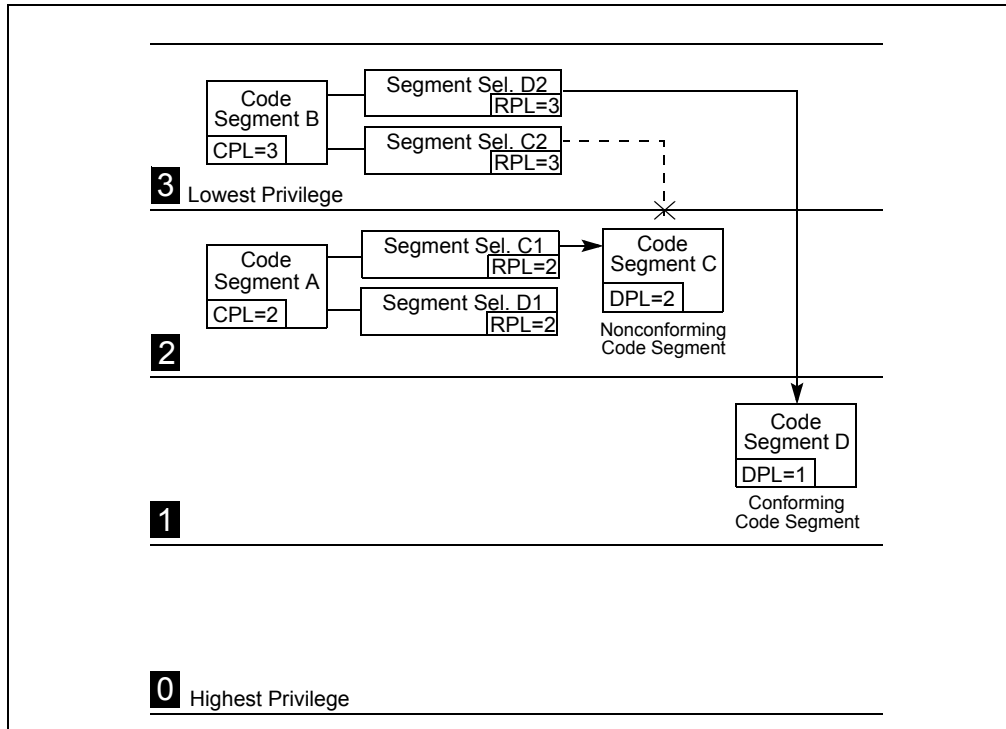 Segment Sel. D2
RPL=3
Code
Segment B
CPL=3
Segment Sel. C2
RPL=3
3 Lowest Privilege
Code
Segment A
CPL=2
Segment Sel. C1
RPL=2
Segment Sel. D1
RPL=2
Code
Segment C
DPL=2
Nonconforming
Code Segment
2
Code
Segment D
DPL=1
Conforming
Code Segment
1
0 Highest Privilege